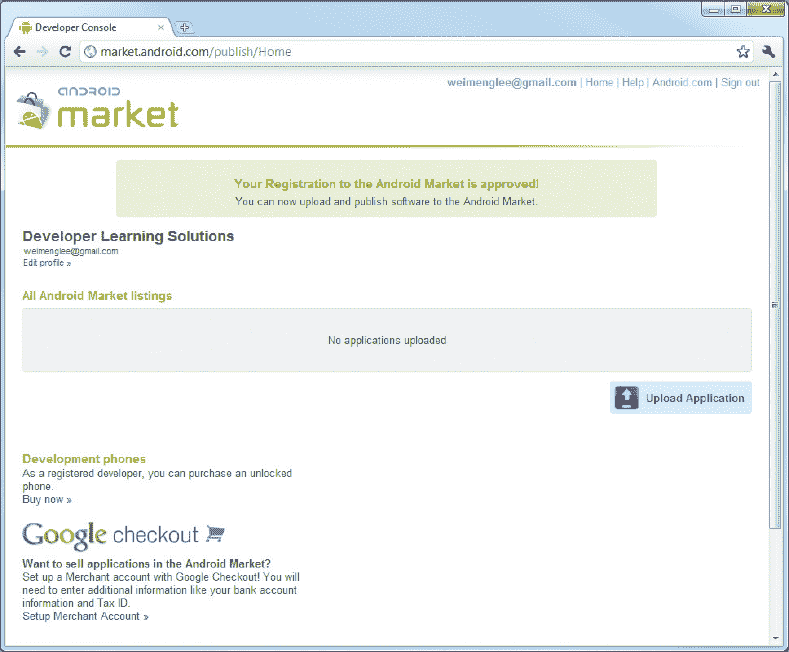 Developer Console
market.android.com/publish/Home
weimenglee@gmail.com | Home | Help | Android.com | Sign out
android
market
Your Registration to the Android Market is approved!
You can now upload and publish software to the Android Market.
Developer Learning Solutions
weimenglee@gmail.com
Edit profile »
All Android Market listings
No applications uploaded
Upload Application
Development phones
As a registered developer, you can purchase an unlocked
phone.
Buy now »
Google checkout
Want to sell applications in the Android Market?
Set up a Merchant account with Google Checkout! You will
need to enter additional information like your bank account
information and Tax ID.
Setup Merchant Account »